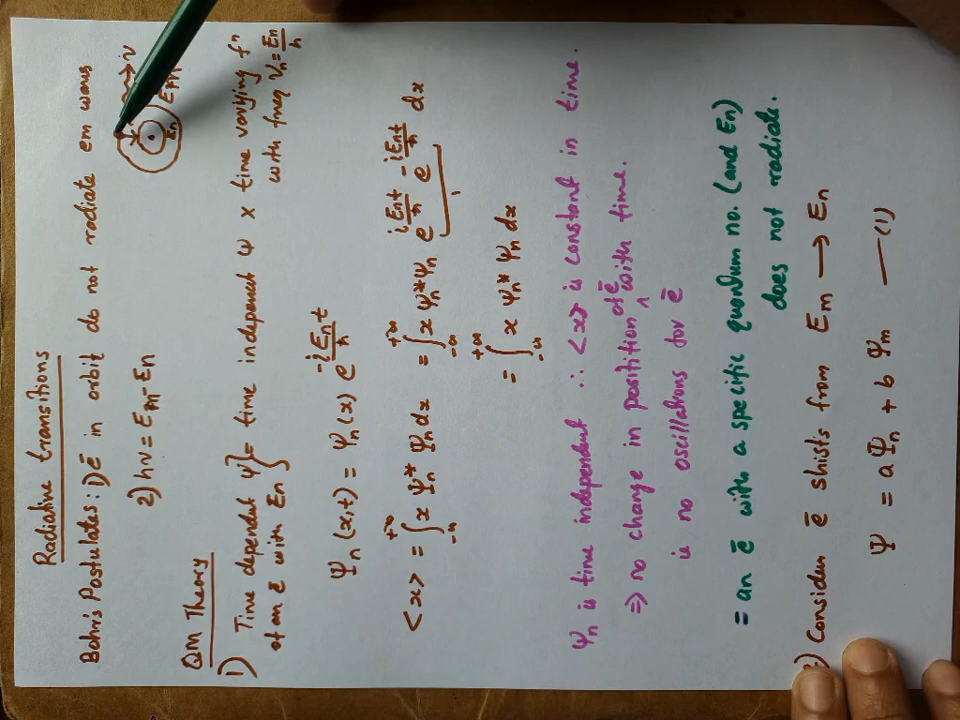 Radiative transitions
Bohr's Postulates: 1) ē in orbit do not radiate em waves
2) hν = Em - En
En Em ν
QM Theory
1) Time dependent ψ } = time independent ψ × time varying fⁿ
of an ē with En with freq νn = En/h
Ψn (x,t) = Ψn (x) e^(-iEnt/ħ)
<x> = ∫_{-∞}^{+∞} x Ψn* Ψn dx = ∫_{-∞}^{+∞} x Ψn* Ψn e^(iEnt/ħ) e^(-iEnt/ħ) dx
= ∫_{-∞}^{+∞} x Ψn* Ψn dx
Ψn is time independent ∴ <x> is constant in time.
⇒ no change in position of ē with time.
is no oscillations for ē
= an ē with a specific quantum no. (and En)
does not radiate.
) Consider ē shists from Em → En
Ψ = a Ψn + b Ψm —(1)